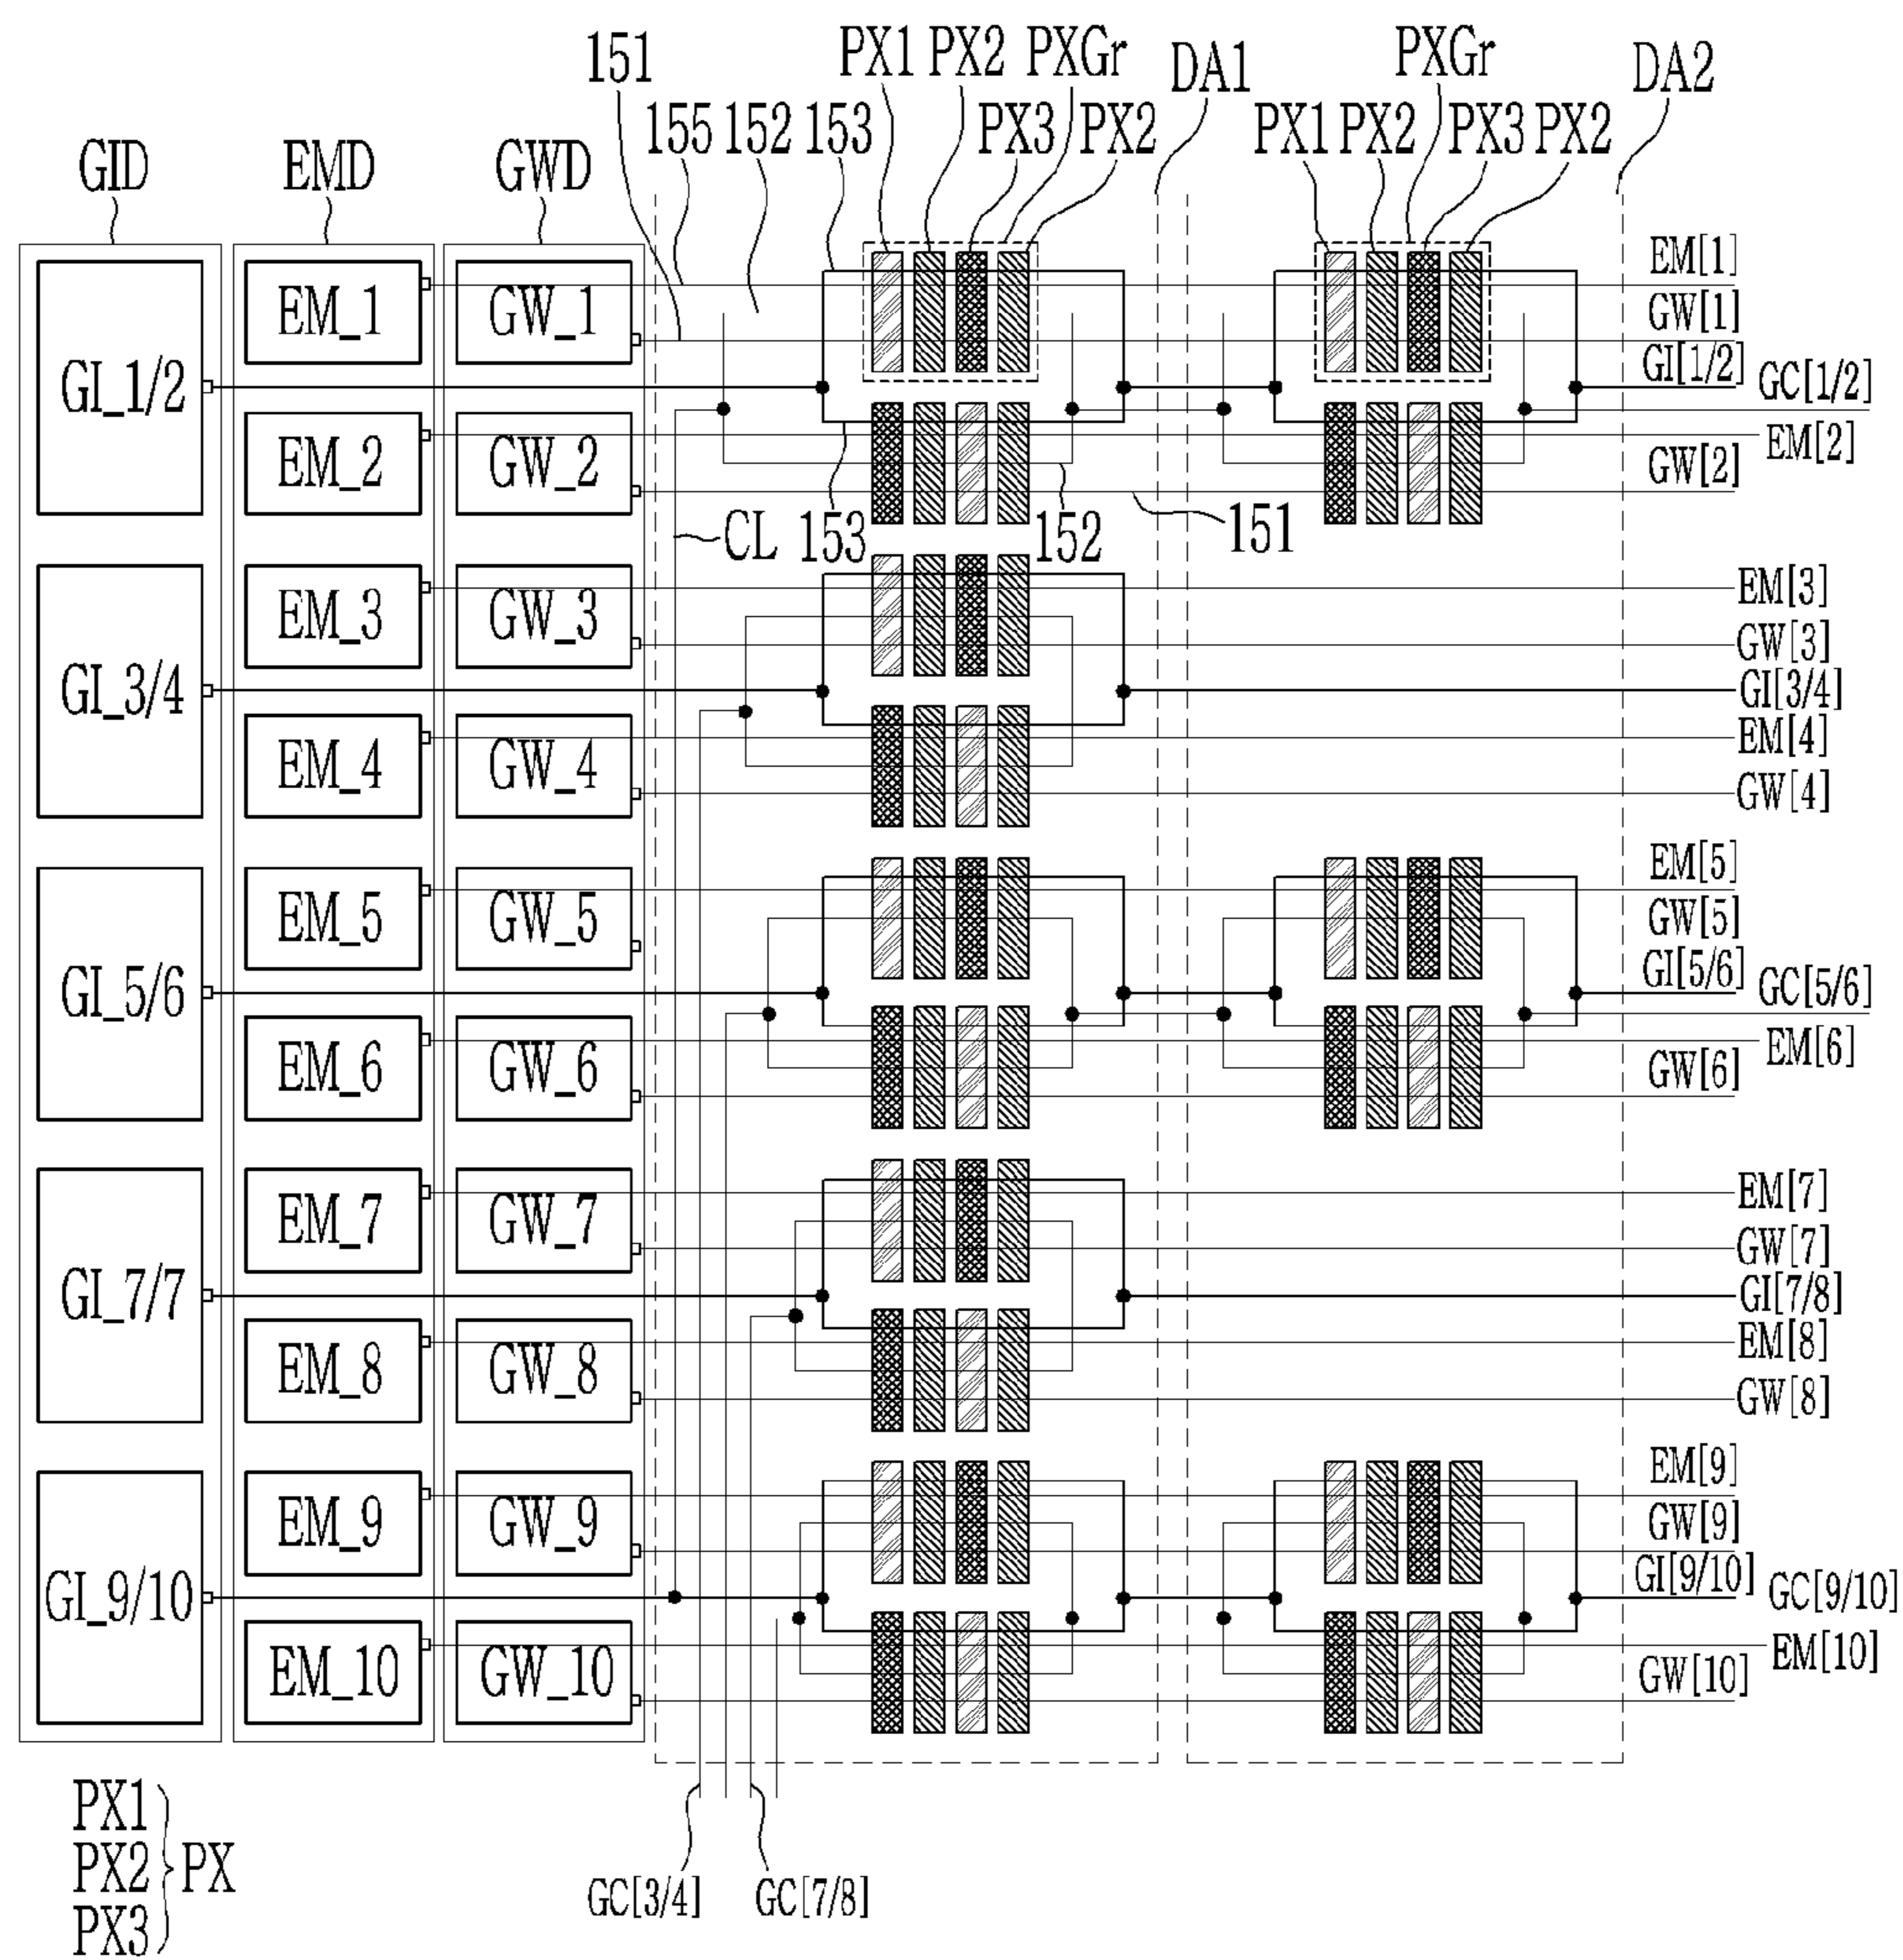 PX1 PX2 PXGr DA1 PXGr DA2
151
155 152 153 PX3 PX2 PX1 PX2 PX3 PX2
GID EMD GWD
EM_1 GW_1 EM[1]
GW[1]
GI_1/2 GI[1/2] GC[1/2]
EM_2 GW_2 EM[2]
GW[2]
CL 153 152 151
EM_3 GW_3 EM[3]
GW[3]
GI_3/4 GI[3/4]
EM_4 GW_4 EM[4]
GW[4]
EM_5 GW_5 EM[5]
GW[5]
GI_5/6 GI[5/6] GC[5/6]
EM_6 GW_6 EM[6]
GW[6]
EM_7 GW_7 EM[7]
GW[7]
GI_7/7 GI[7/8]
EM_8 GW_8 EM[8]
GW[8]
EM_9 GW_9 EM[9]
GW[9]
GI_9/10 GI[9/10] GC[9/10]
EM_10 GW_10 EM[10]
GW[10]
PX1
PX2 PX
PX3
GC[3/4] GC[7/8]